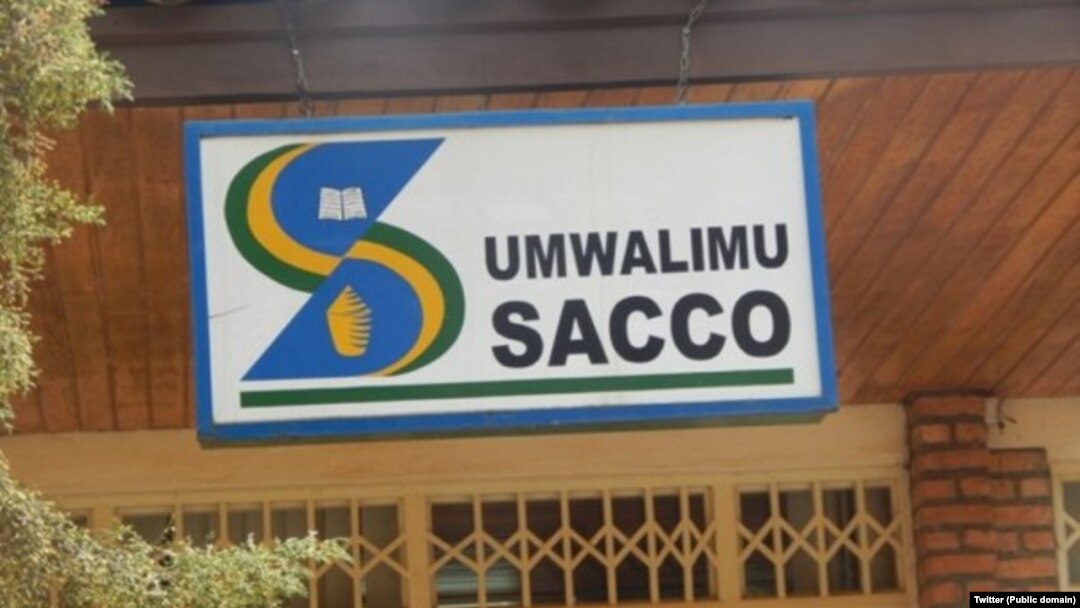 UMWALIMU
SACCO
Twitter (Public domain)